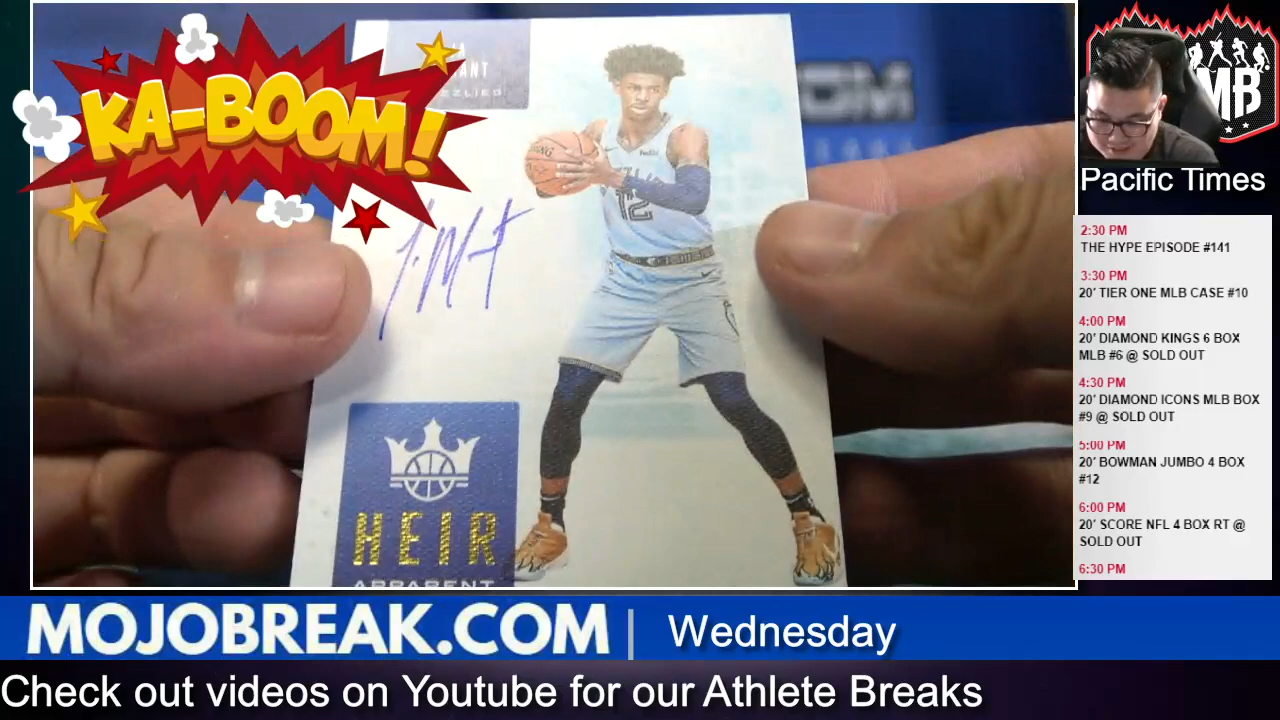 KA-BOOM!
HEIR
APPARENT
12
MB
Pacific Times
2:30 PM
THE HYPE EPISODE #141
3:30 PM
20' TIER ONE MLB CASE #10
4:00 PM
20' DIAMOND KINGS 6 BOX
MLB #6 @ SOLD OUT
4:30 PM
20' DIAMOND ICONS MLB BOX
#9 @ SOLD OUT
5:00 PM
20' BOWMAN JUMBO 4 BOX
#12
6:00 PM
20' SCORE NFL 4 BOX RT @
SOLD OUT
6:30 PM
MOJOBREAK.COM | Wednesday
Check out videos on Youtube for our Athlete Breaks